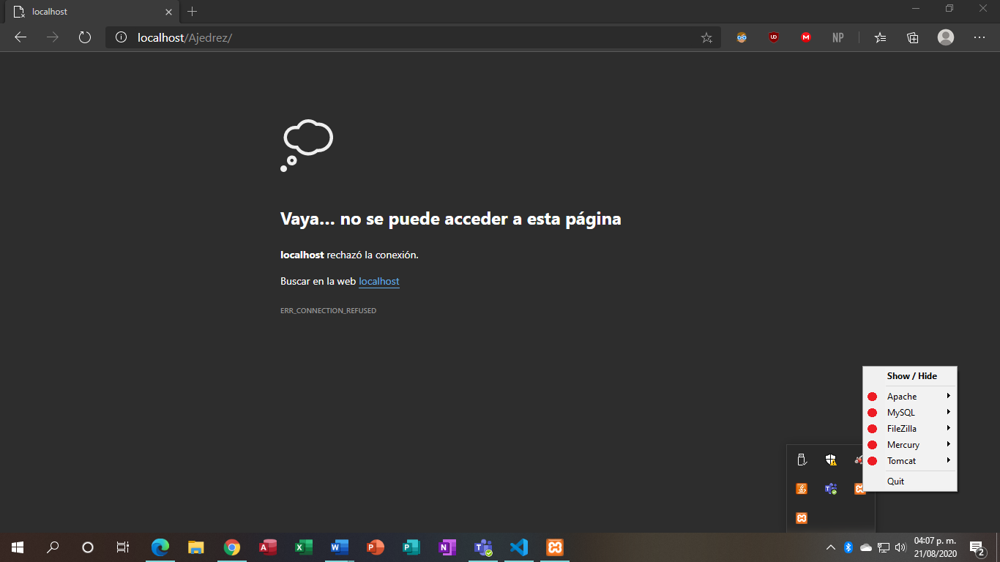 localhost
localhost/Ajedrez/
UD
M
NP
Vaya... no se puede acceder a esta página
localhost rechazó la conexión.
Buscar en la web localhost
ERR_CONNECTION_REFUSED
Show / Hide
Apache
MySQL
FileZilla
Mercury
Tomcat
Quit
04:07 p. m.
21/08/2020
2